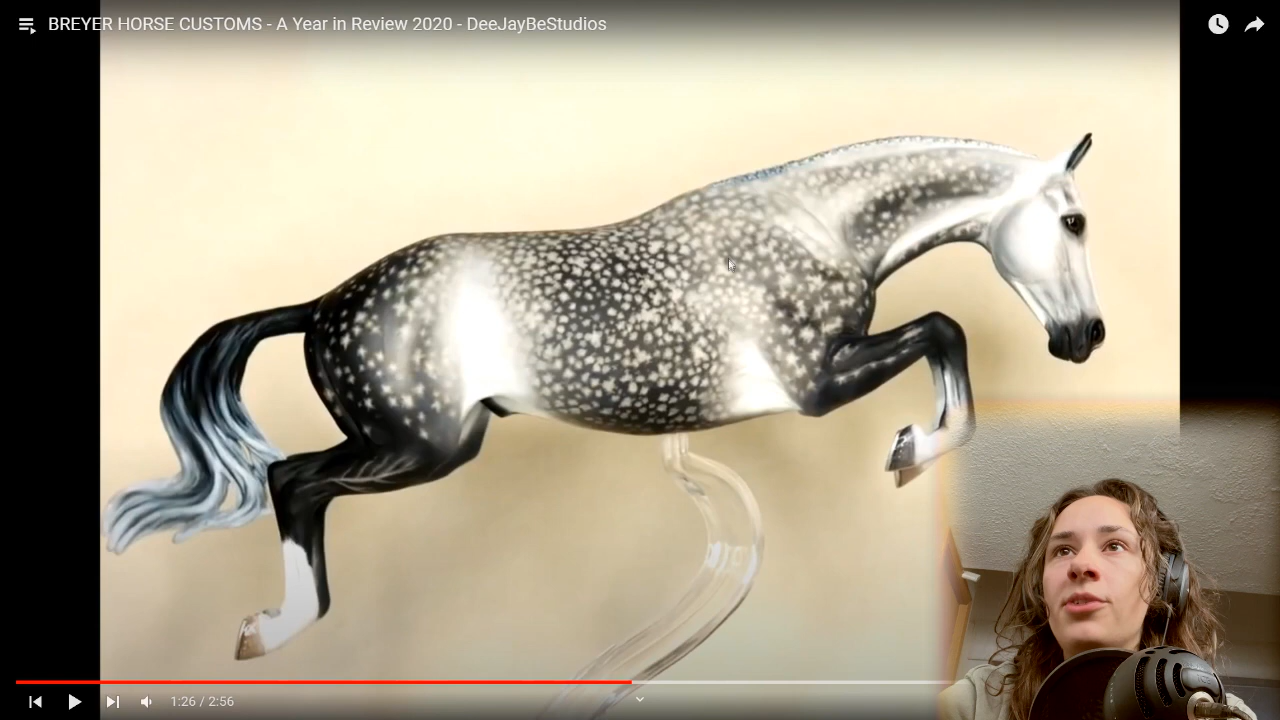 BREYER HORSE CUSTOMS - A Year in Review 2020 - DeeJayBeStudios
1:26 / 2:56